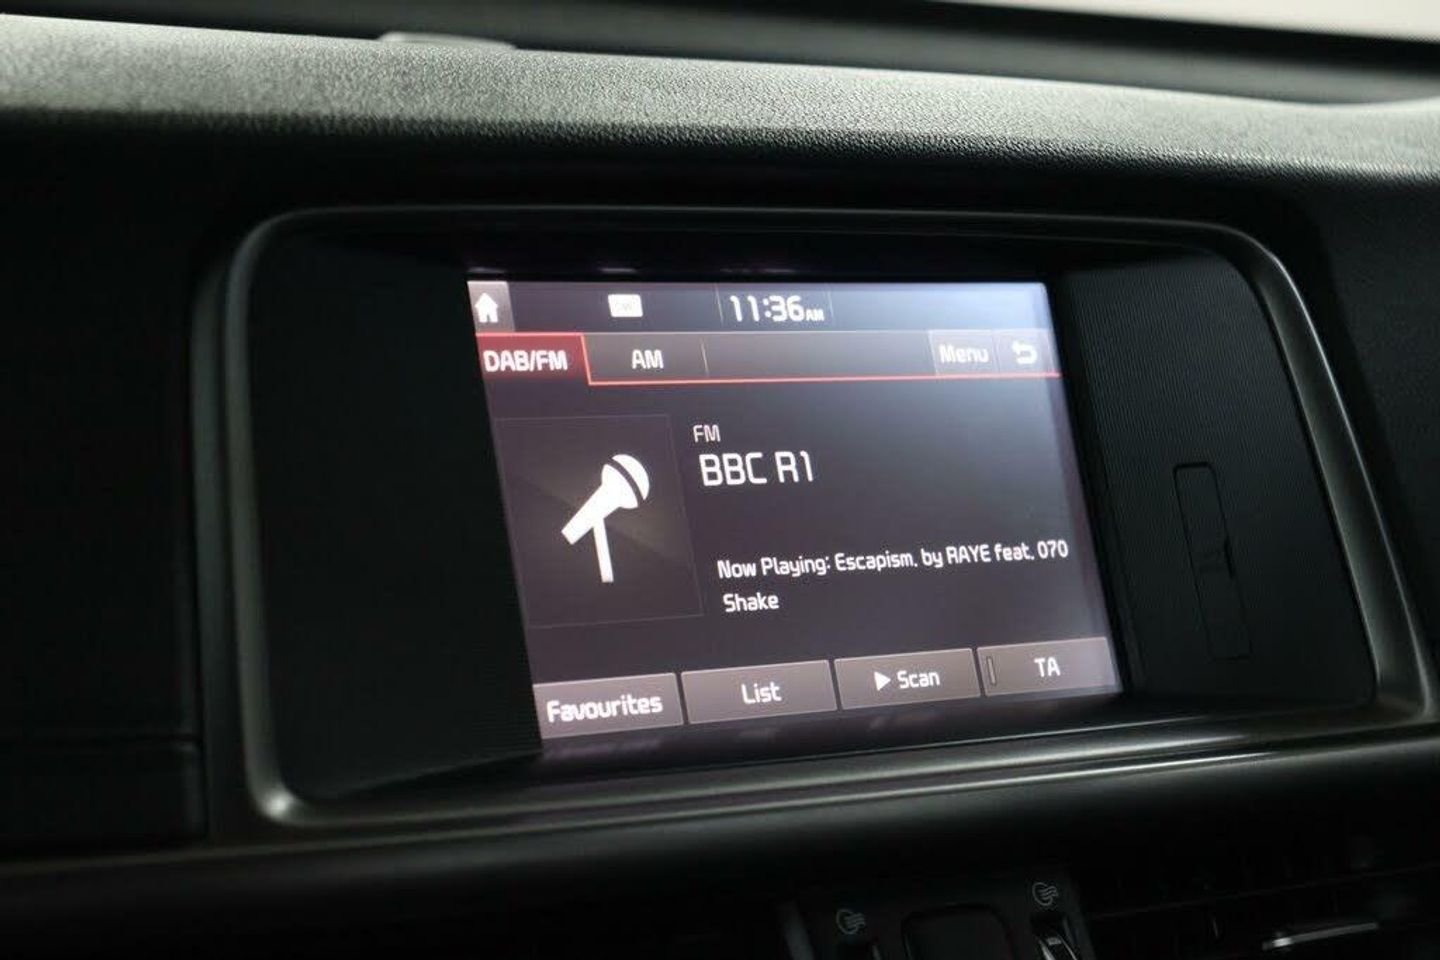 11:36AM
DAB/FM AM Menu
FM
BBC R1
Now Playing: Escapism. by RAYE feat. 070
Shake
Favourites List Scan TA